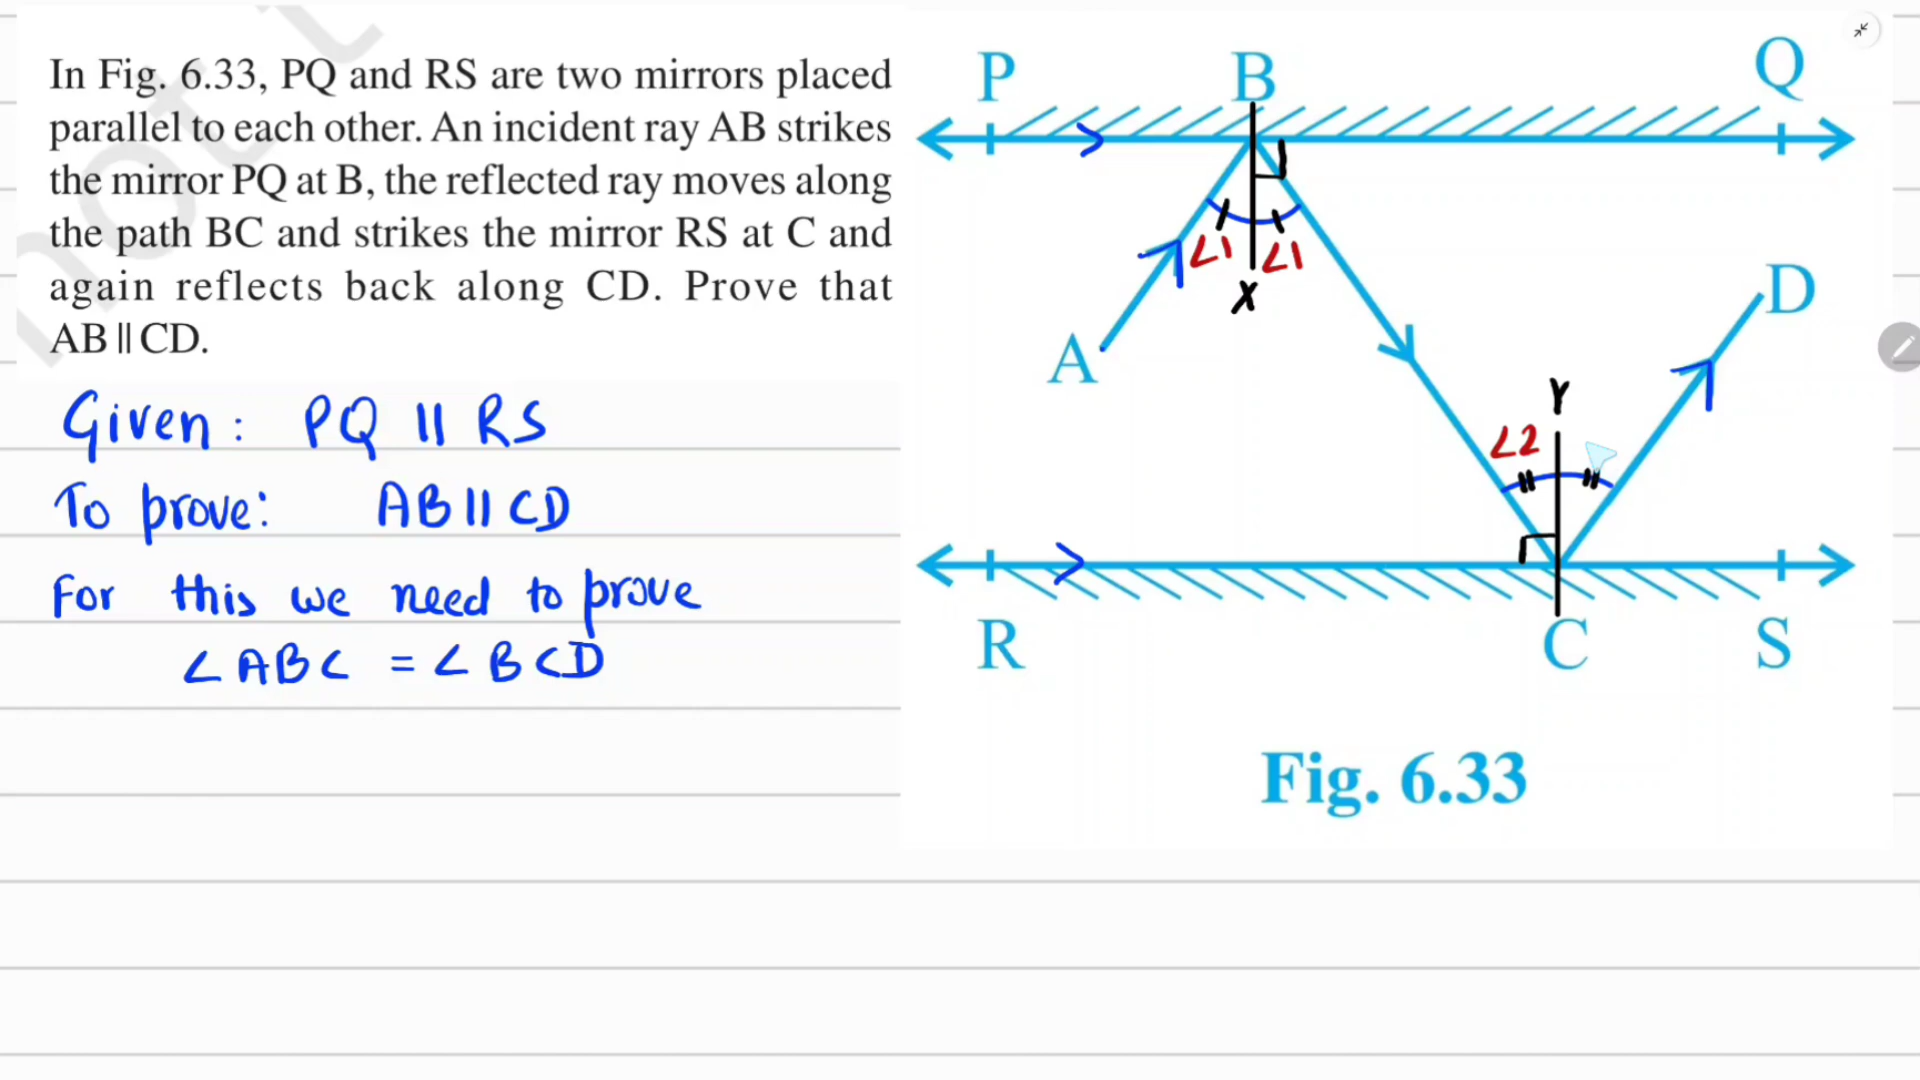 In Fig. 6.33, PQ and RS are two mirrors placed
parallel to each other. An incident ray AB strikes
the mirror PQ at B, the reflected ray moves along
the path BC and strikes the mirror RS at C and
again reflects back along CD. Prove that
AB || CD.
Given: PQ || RS
To prove: AB || CD
For this we need to prove
∠ABC = ∠BCD
P B Q
∠1 ∠1
X
A
D
Y
∠2
R C S
Fig. 6.33
not